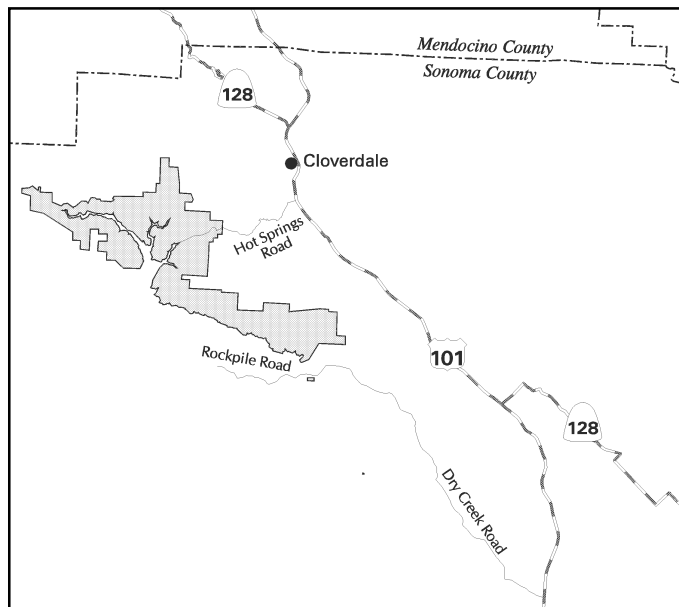 Mendocino County
Sonoma County
128
Cloverdale
Hot Springs
Road
Rockpile Road
101
128
Dry Creek Road